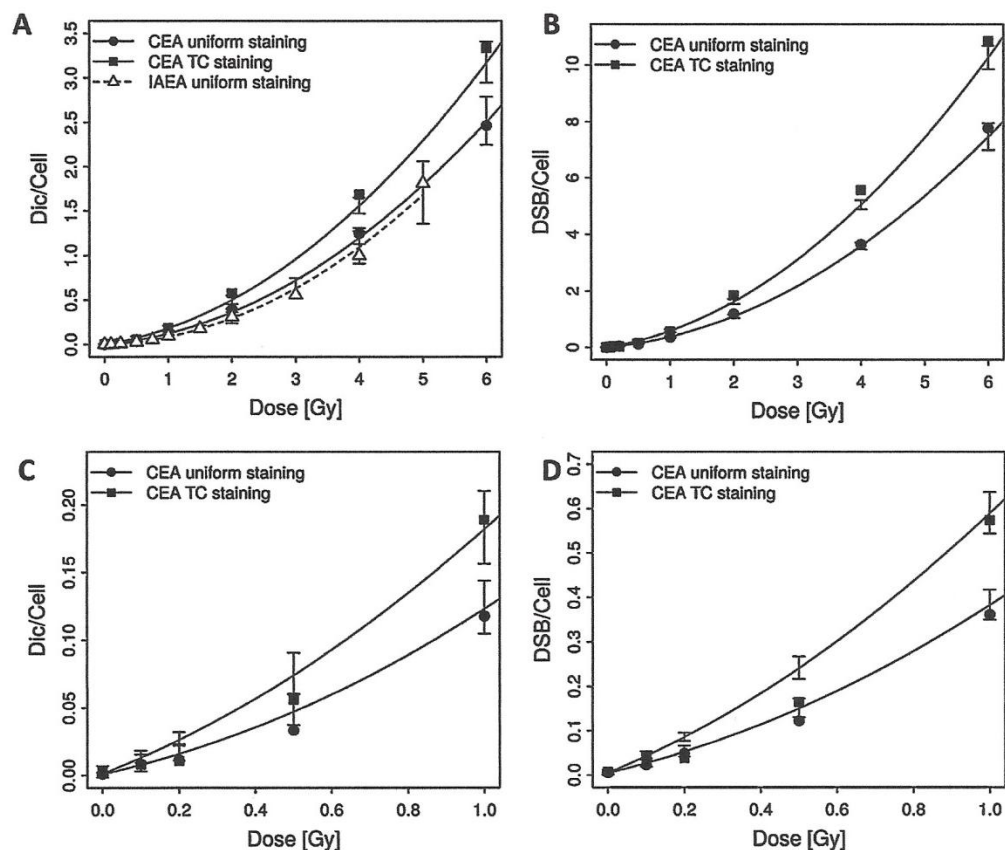 A
CEA uniform staining
CEA TC staining
IAEA uniform staining
Dic/Cell
3.5
3.0
2.5
2.0
1.5
1.0
0.5
0.0
0 1 2 3 4 5 6
Dose [Gy]
B
CEA uniform staining
CEA TC staining
DSB/Cell
10
8
6
4
2
0
0 1 2 3 4 5 6
Dose [Gy]
C
CEA uniform staining
CEA TC staining
Dic/Cell
0.20
0.15
0.10
0.05
0.00
0.0 0.2 0.4 0.6 0.8 1.0
Dose [Gy]
D
CEA uniform staining
CEA TC staining
DSB/Cell
0.7
0.6
0.5
0.4
0.3
0.2
0.1
0.0
0.0 0.2 0.4 0.6 0.8 1.0
Dose [Gy]